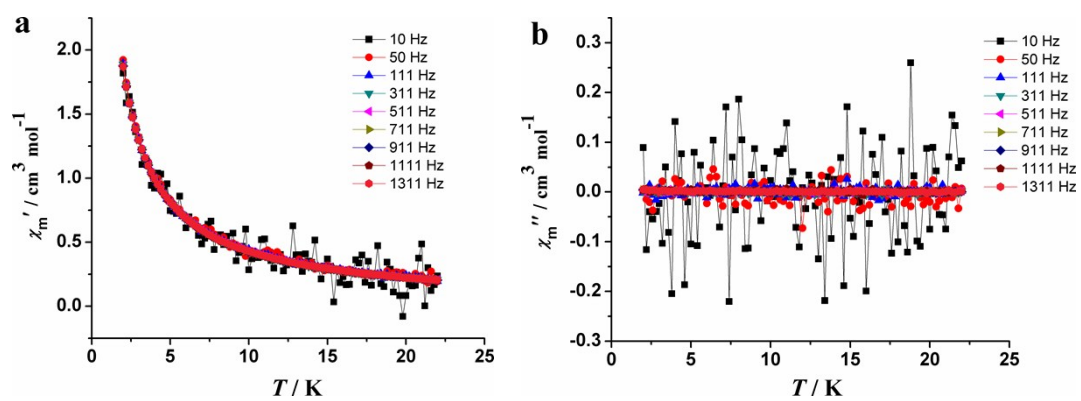 a
χm′ / cm³ mol⁻¹
2.0
1.5
1.0
0.5
0.0
0
5
10
15
20
25
T / K
10 Hz
50 Hz
111 Hz
311 Hz
511 Hz
711 Hz
911 Hz
1111 Hz
1311 Hz
b
χm″ / cm³ mol⁻¹
0.3
0.2
0.1
0.0
-0.1
-0.2
-0.3
0
5
10
15
20
25
T / K
10 Hz
50 Hz
111 Hz
311 Hz
511 Hz
711 Hz
911 Hz
1111 Hz
1311 Hz